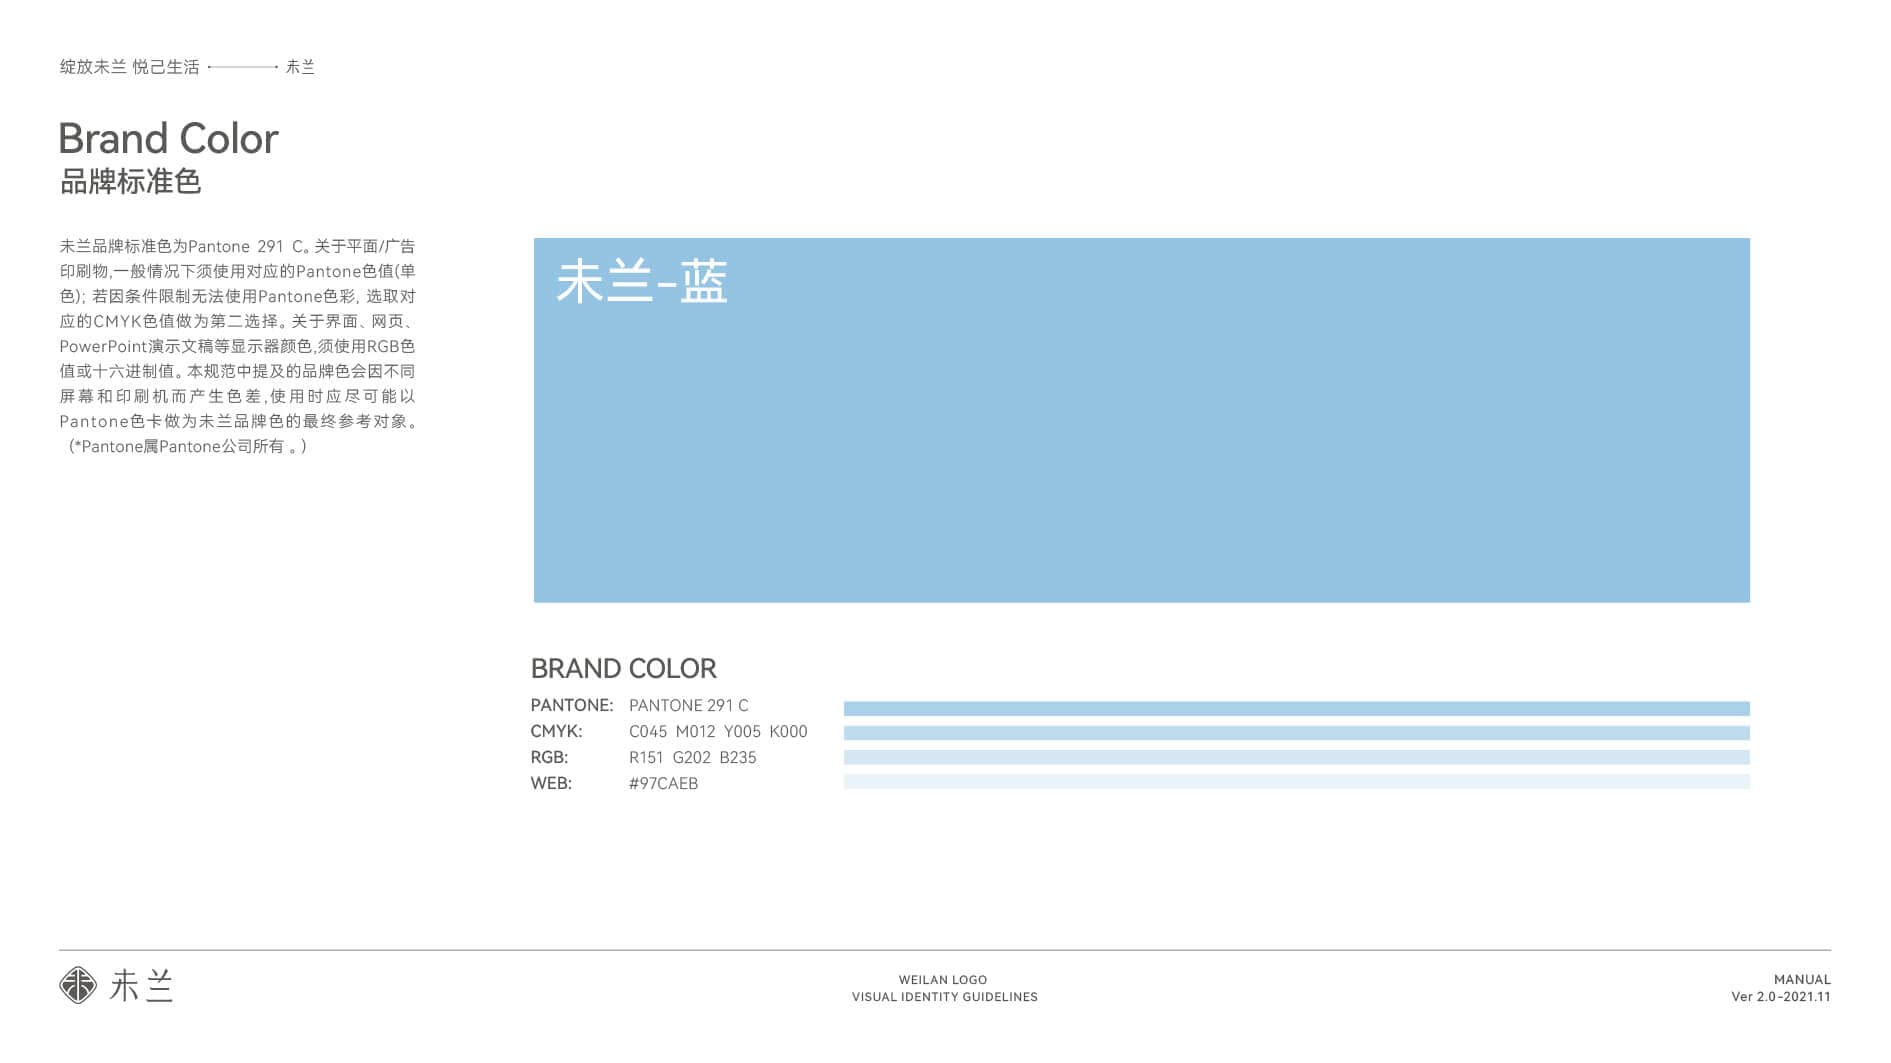 绽放未兰 悦己生活 未兰
Brand Color
品牌标准色
未兰品牌标准色为Pantone 291 C。关于平面/广告
印刷物,一般情况下须使用对应的Pantone色值(单
色); 若因条件限制无法使用Pantone色彩, 选取对
应的CMYK色值做为第二选择。关于界面、网页、
PowerPoint演示文稿等显示器颜色,须使用RGB色
值或十六进制值。本规范中提及的品牌色会因不同
屏幕和印刷机而产生色差,使用时应尽可能以
Pantone色卡做为未兰品牌色的最终参考对象。
（*Pantone属Pantone公司所有 。）
未兰-蓝
BRAND COLOR
PANTONE: PANTONE 291 C
CMYK: C045 M012 Y005 K000
RGB: R151 G202 B235
WEB: #97CAEB
未兰
WEILAN LOGO
VISUAL IDENTITY GUIDELINES
MANUAL
Ver 2.0-2021.11